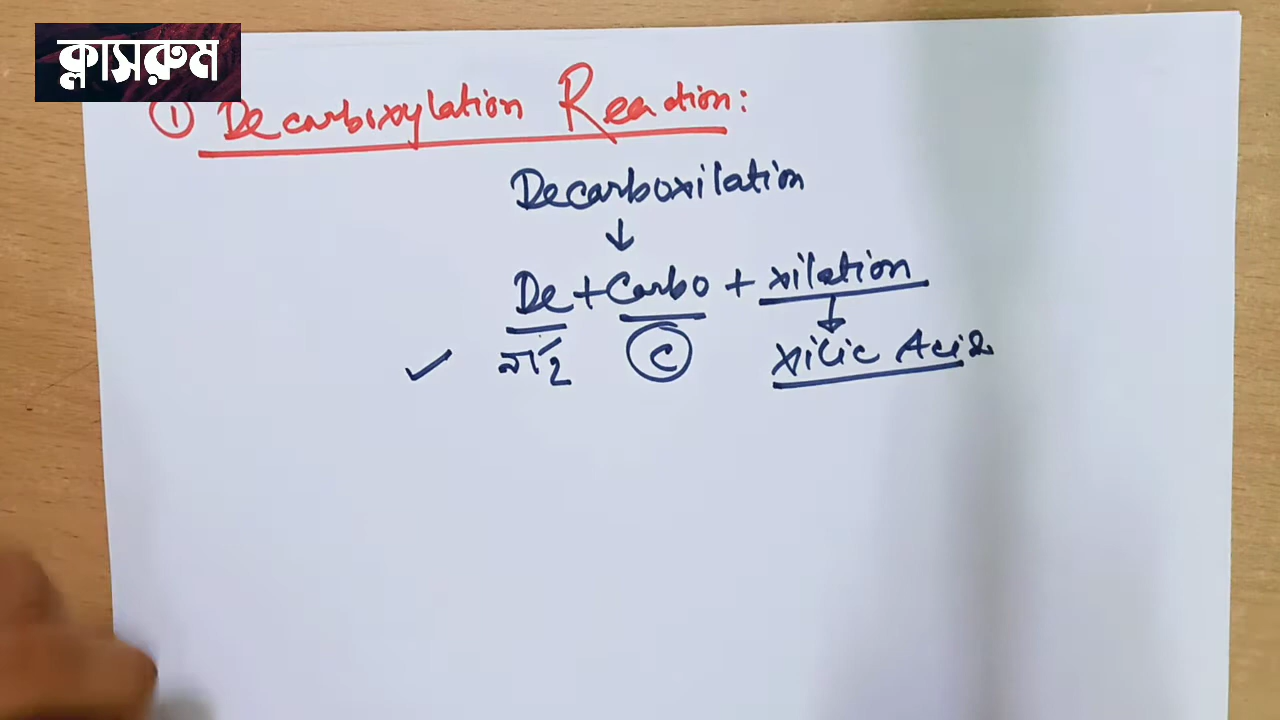 ক্লাসরুম
① Decarboxylation Reaction:
Decarboxilation
↓
De + Carbo + xilation
নাই C xilic Acid